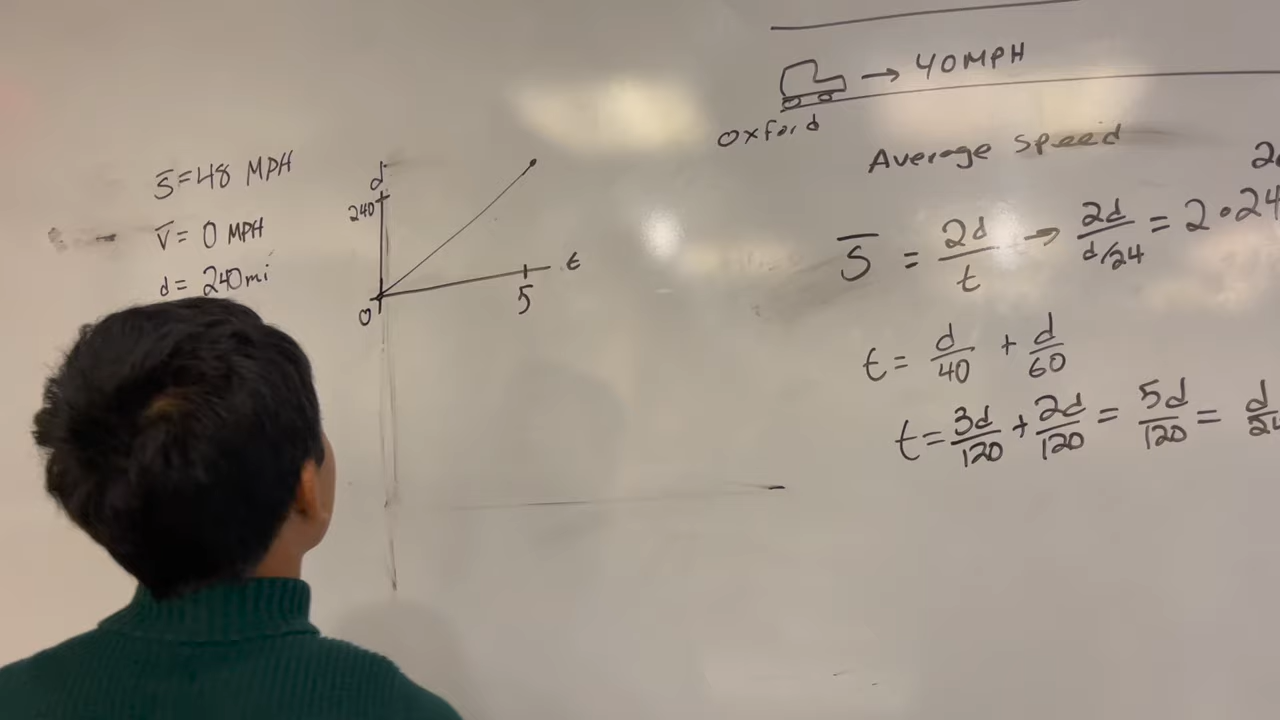 S̄ = 48 MPH
V̄ = 0 MPH
d = 240mi
d
240
t
0
5
→ 40MPH
oxford
Average Speed
S̄ = 2d/t → 2d/d/24 = 2•24
t = d/40 + d/60
t = 3d/120 + 2d/120 = 5d/120 = d/24